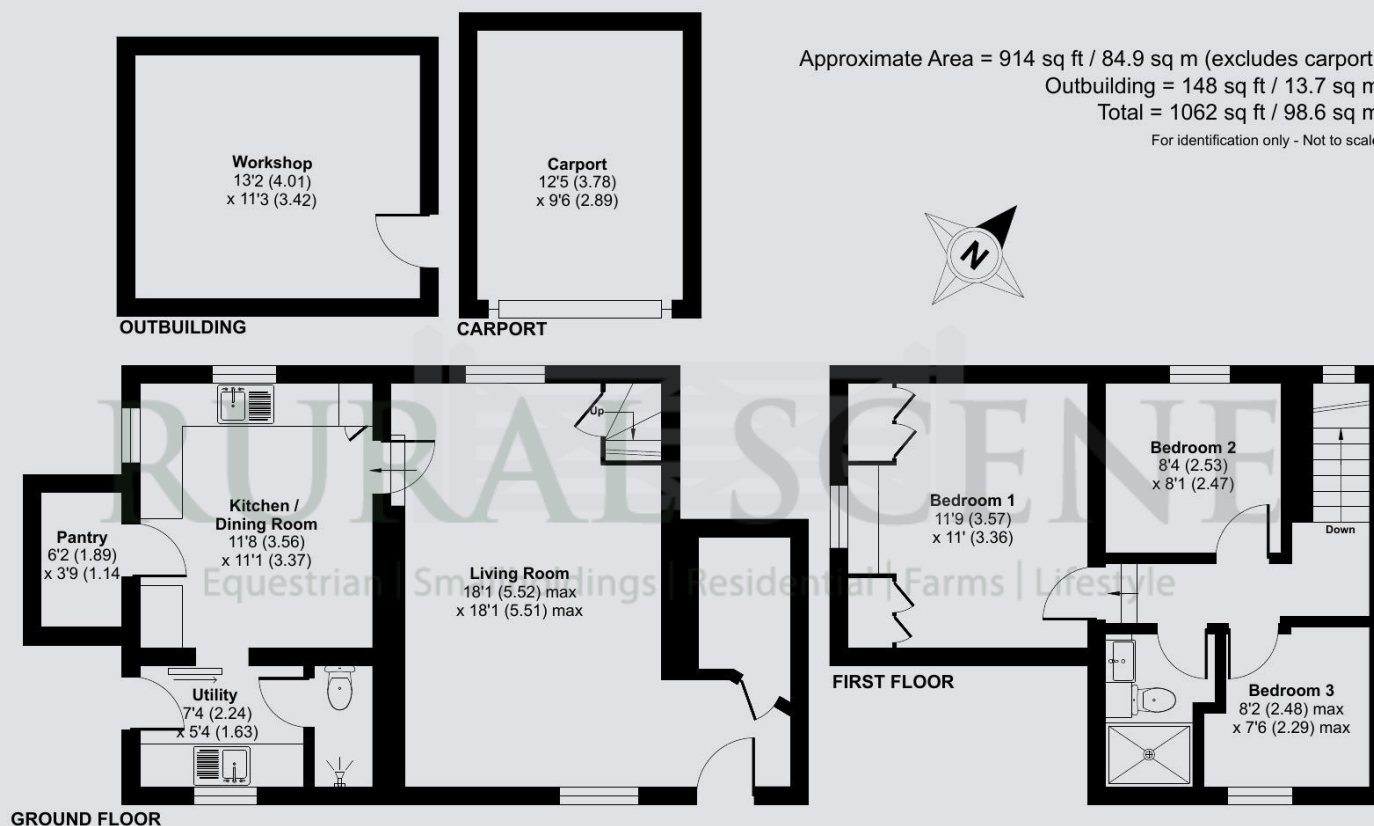 Approximate Area = 914 sq ft / 84.9 sq m (excludes carport
Outbuilding = 148 sq ft / 13.7 sq m
Total = 1062 sq ft / 98.6 sq m
For identification only - Not to scale
Workshop
13'2 (4.01)
x 11'3 (3.42)
OUTBUILDING
Carport
12'5 (3.78)
x 9'6 (2.89)
CARPORT
N
RURAL SCENE
Equestrian | Smallholdings | Residential | Farms | Lifestyle
Pantry
6'2 (1.89)
x 3'9 (1.14
Kitchen /
Dining Room
11'8 (3.56)
x 11'1 (3.37)
Utility
7'4 (2.24)
x 5'4 (1.63)
Up
Living Room
18'1 (5.52) max
x 18'1 (5.51) max
GROUND FLOOR
Bedroom 1
11'9 (3.57)
x 11' (3.36)
Bedroom 2
8'4 (2.53)
x 8'1 (2.47)
Down
Bedroom 3
8'2 (2.48) max
x 7'6 (2.29) max
FIRST FLOOR